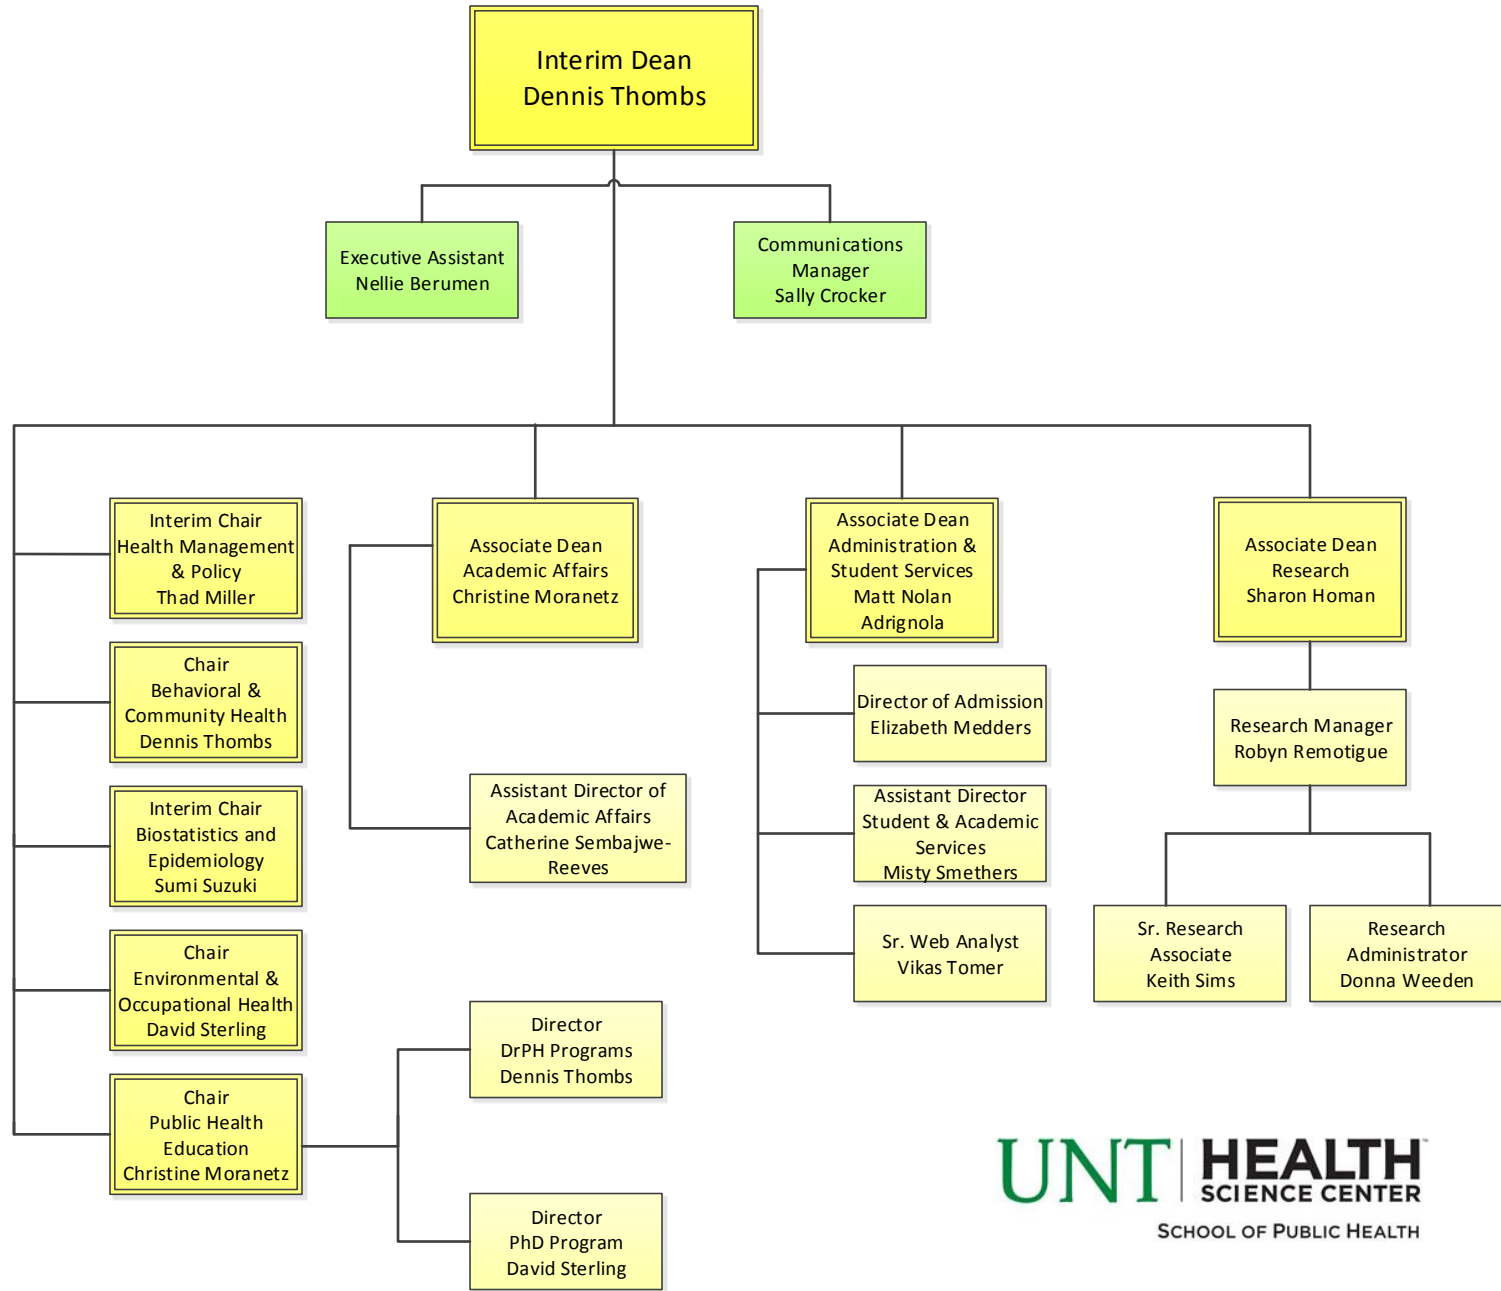 Interim Dean
Dennis Thombs
Executive Assistant
Nellie Berumen
Communications
Manager
Sally Crocker
Interim Chair
Health Management
& Policy
Thad Miller
Chair
Behavioral &
Community Health
Dennis Thombs
Interim Chair
Biostatistics and
Epidemiology
Sumi Suzuki
Chair
Environmental &
Occupational Health
David Sterling
Chair
Public Health
Education
Christine Moranetz
Director
DrPH Programs
Dennis Thombs
Director
PhD Program
David Sterling
Associate Dean
Academic Affairs
Christine Moranetz
Assistant Director of
Academic Affairs
Catherine Sembajwe-
Reeves
Associate Dean
Administration &
Student Services
Matt Nolan
Adrignola
Director of Admission
Elizabeth Medders
Assistant Director
Student & Academic
Services
Misty Smethers
Sr. Web Analyst
Vikas Tomer
Associate Dean
Research
Sharon Homan
Research Manager
Robyn Remotigue
Sr. Research
Associate
Keith Sims
Research
Administrator
Donna Weeden
UNT HEALTH™
SCIENCE CENTER
SCHOOL OF PUBLIC HEALTH